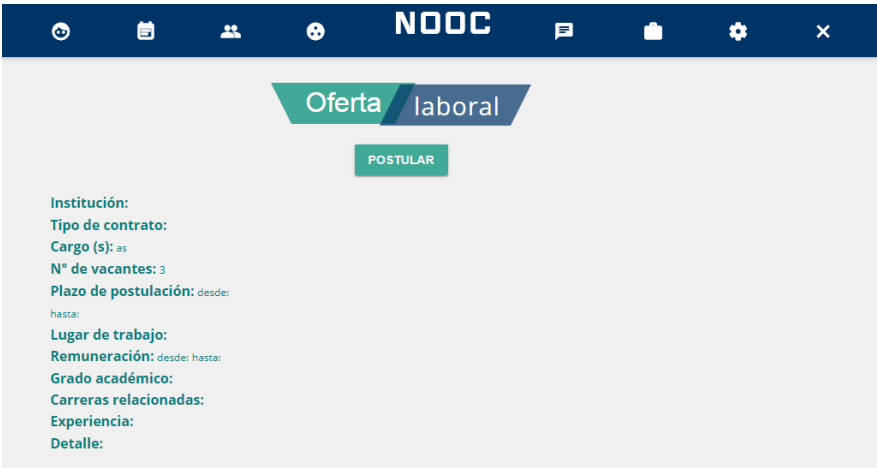 NOOC
Oferta laboral
POSTULAR
Institución:
Tipo de contrato:
Cargo (s): as
N° de vacantes: 3
Plazo de postulación: desde:
hasta:
Lugar de trabajo:
Remuneración: desde: hasta:
Grado académico:
Carreras relacionadas:
Experiencia:
Detalle: